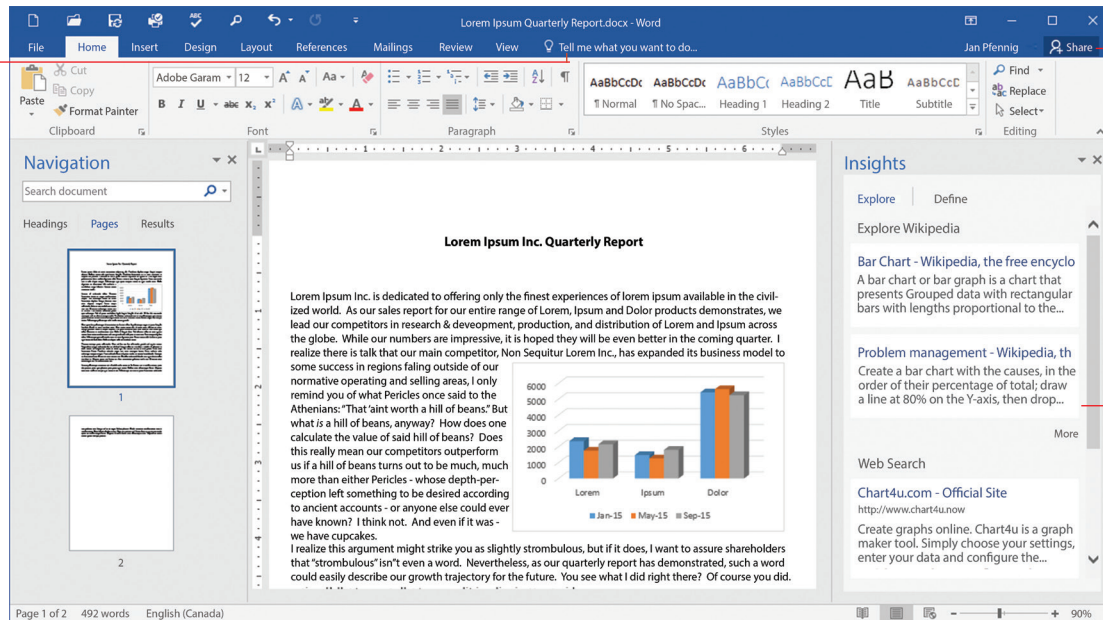 Lorem Ipsum Quarterly Report.docx - Word
File Home Insert Design Layout References Mailings Review View Tell me what you want to do... Jan Pfennig Share
Paste
Cut
Copy
Format Painter
Clipboard
Adobe Garam 12 A A Aa
B I U abc X₂ X² A ab A
Font
Paragraph
AaBbCcDc AaBbCcDc AaBbCc AaBbCcE AaB AaBbCcD
¶ Normal ¶ No Spac... Heading 1 Heading 2 Title Subtitle
Styles
Find
Replace
Select
Editing
Navigation
Search document
Headings Pages Results
1
2
1 2 3 4 5 6
Lorem Ipsum Inc. Quarterly Report
Lorem Ipsum Inc. is dedicated to offering only the finest experiences of lorem ipsum available in the civil-
ized world. As our sales report for our entire range of Lorem, Ipsum and Dolor products demonstrates, we
lead our competitors in research & deveopment, production, and distribution of Lorem and Ipsum across
the globe. While our numbers are impressive, it is hoped they will be even better in the coming quarter. I
realize there is talk that our main competitor, Non Sequitur Lorem Inc., has expanded its business model to
some success in regions faling outside of our
normative operating and selling areas, I only
remind you of what Pericles once said to the
Athenians: "That 'aint worth a hill of beans." But
what is a hill of beans, anyway? How does one
calculate the value of said hill of beans? Does
this really mean our competitors outperform
us if a hill of beans turns out to be much, much
more than either Pericles - whose depth-per-
ception left something to be desired according
to ancient accounts - or anyone else could ever
have known? I think not. And even if it was -
we have cupcakes.
6000
5000
4000
3000
2000
1000
0
Lorem Ipsum Dolor
Jan-15 May-15 Sep-15
I realize this argument might strike you as slightly strombulous, but if it does, I want to assure shareholders
that "strombulous" isn"t even a word. Nevertheless, as our quarterly report has demonstrated, such a word
could easily describe our growth trajectory for the future. You see what I did right there? Of course you did.
Insights
Explore Define
Explore Wikipedia
Bar Chart - Wikipedia, the free encyclo
A bar chart or bar graph is a chart that
presents Grouped data with rectangular
bars with lengths proportional to the...
Problem management - Wikipedia, th
Create a bar chart with the causes, in the
order of their percentage of total; draw
a line at 80% on the Y-axis, then drop...
More
Web Search
Chart4u.com - Official Site
http://www.chart4u.now
Create graphs online. Chart4u is a graph
maker tool. Simply choose your settings,
enter your data and configure the...
Page 1 of 2 492 words English (Canada) 90%